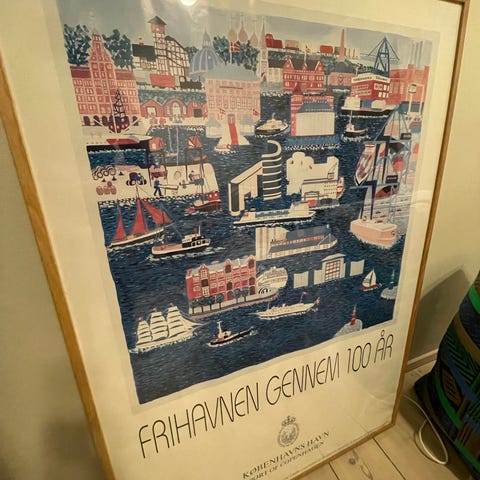 FRIHAVNEN GENNEM 100 ÅR
KØBENHAVNS HAVN
PORT OF COPENHAGEN